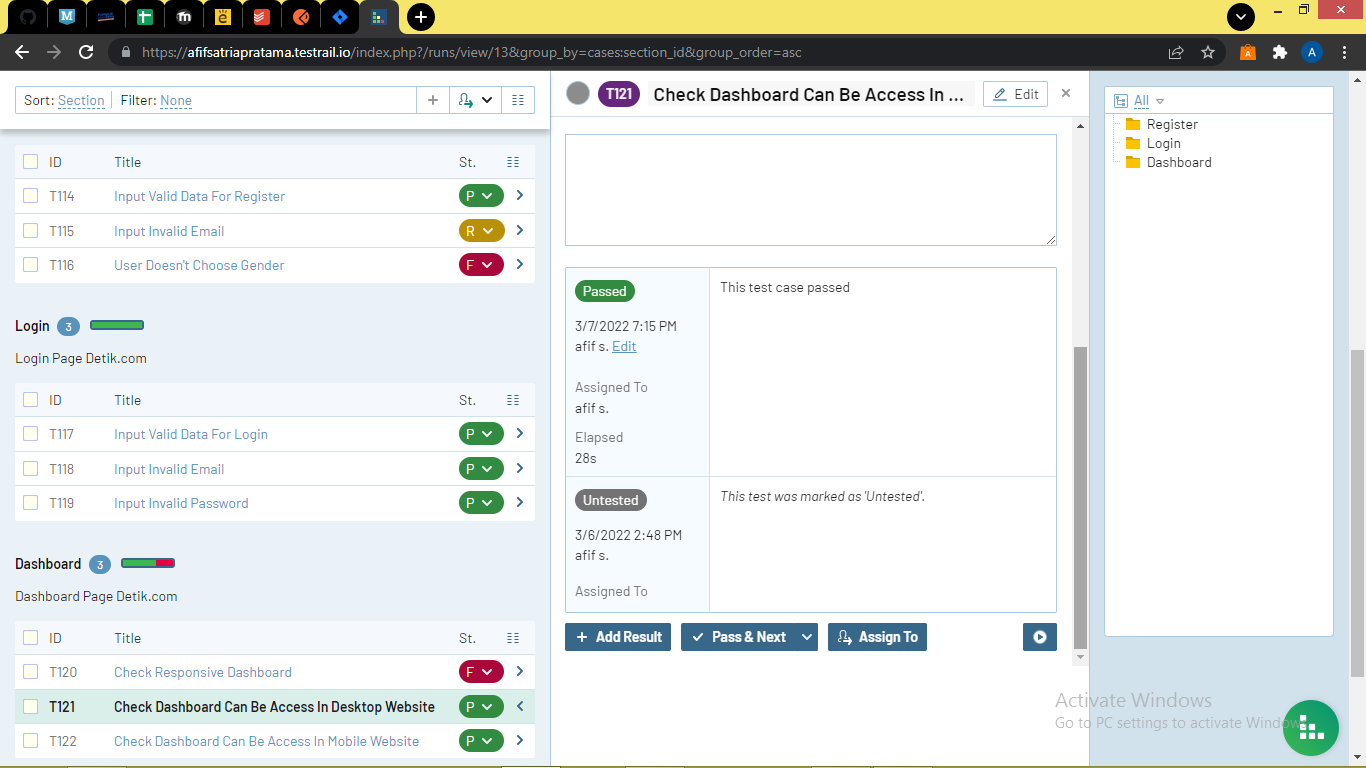 https://afifsatriapratama.testrail.io/index.php?/runs/view/13&group_by=cases:section_id&group_order=asc
A
Sort: Section Filter: None
ID Title St.
T114 Input Valid Data For Register P
T115 Input Invalid Email R
T116 User Doesn't Choose Gender F
Login 3
Login Page Detik.com
ID Title St.
T117 Input Valid Data For Login P
T118 Input Invalid Email P
T119 Input Invalid Password P
Dashboard 3
Dashboard Page Detik.com
ID Title St.
T120 Check Responsive Dashboard F
T121 Check Dashboard Can Be Access In Desktop Website P
T122 Check Dashboard Can Be Access In Mobile Website P
T121 Check Dashboard Can Be Access In ... Edit
Passed
3/7/2022 7:15 PM
afif s. Edit
Assigned To
afif s.
Elapsed
28s
This test case passed
Untested
3/6/2022 2:48 PM
afif s.
Assigned To
This test was marked as 'Untested'.
Add Result Pass & Next Assign To
All
Register
Login
Dashboard
Activate Windows
Go to PC settings to activate Windows.